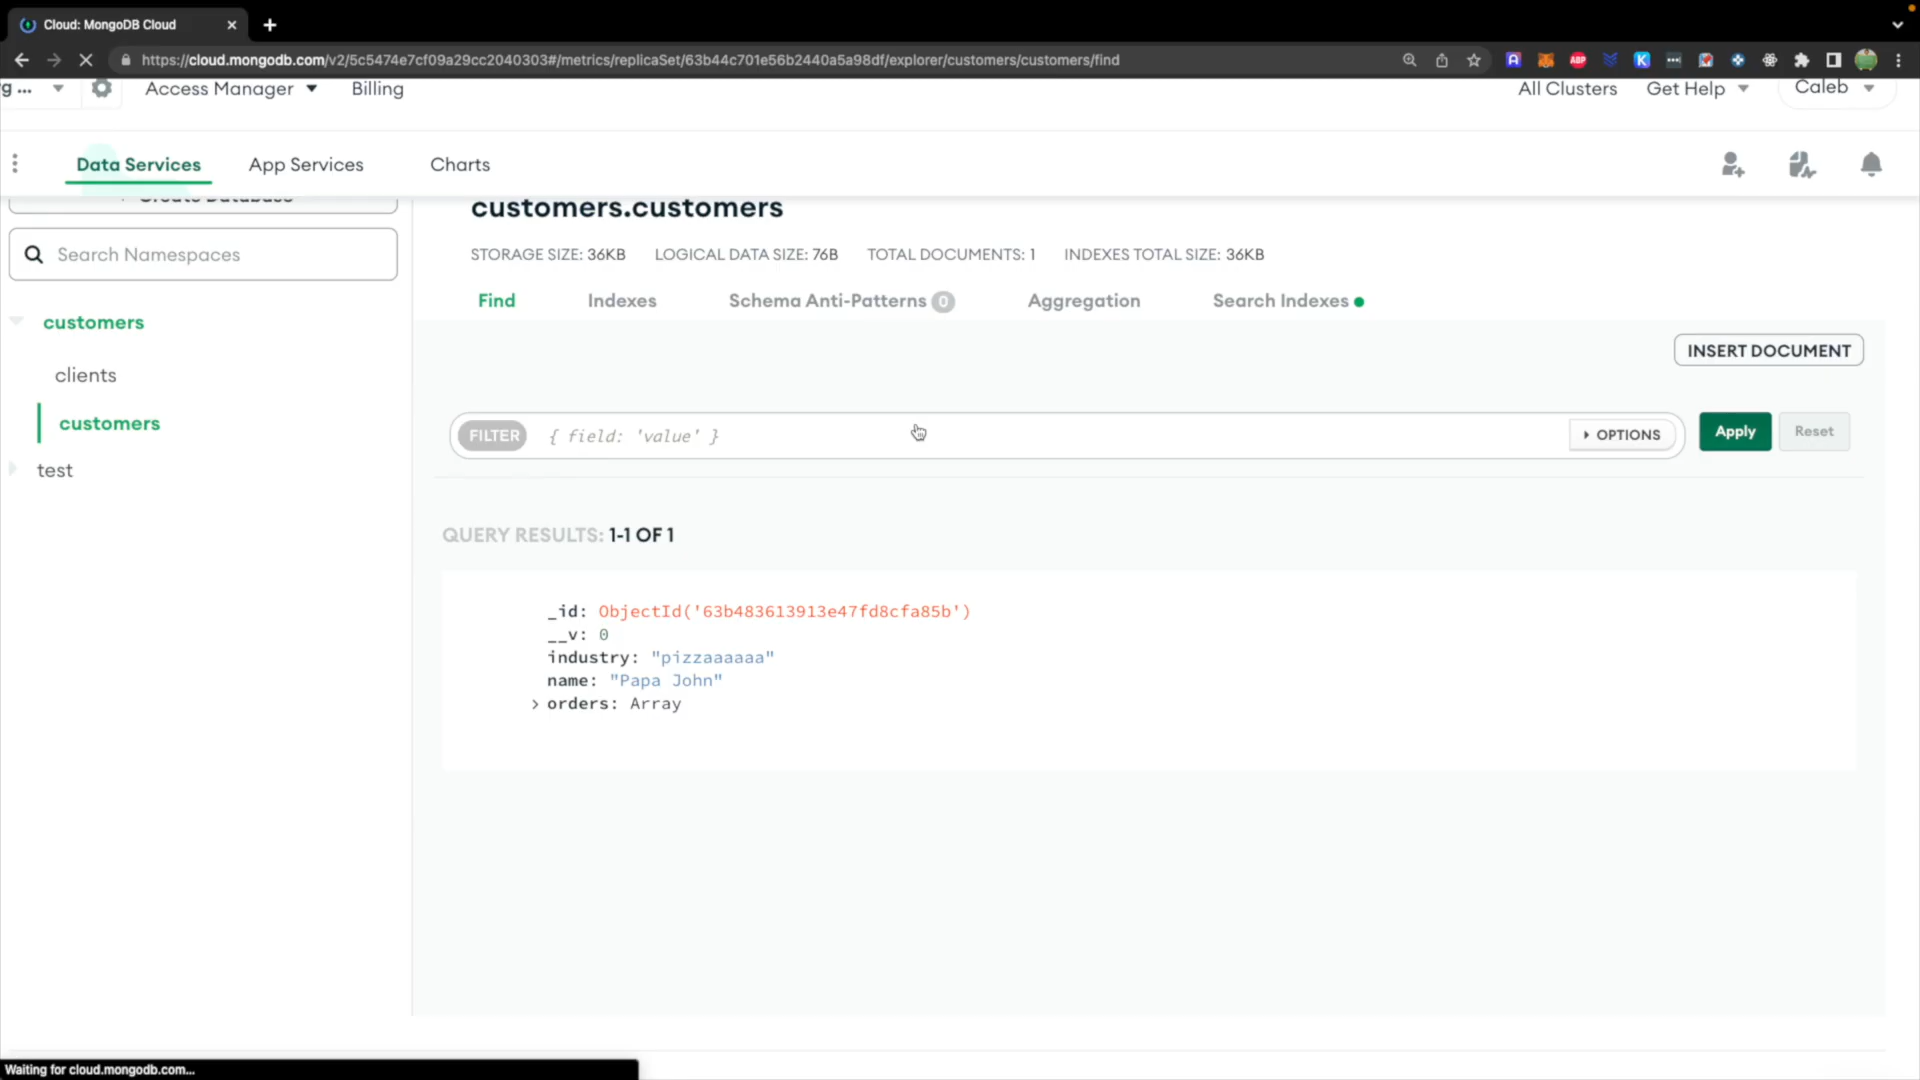 Cloud: MongoDB Cloud
https://cloud.mongodb.com/v2/5c5474e7cf09a29cc2040303#/metrics/replicaSet/63b44c701e56b2440a5a98df/explorer/customers/customers/find
g ... Access Manager Billing All Clusters Get Help Caleb
Data Services App Services Charts
Create Database
Search Namespaces
customers
clients
customers
test
customers.customers
STORAGE SIZE: 36KB LOGICAL DATA SIZE: 76B TOTAL DOCUMENTS: 1 INDEXES TOTAL SIZE: 36KB
Find Indexes Schema Anti-Patterns 0 Aggregation Search Indexes
INSERT DOCUMENT
FILTER { field: 'value' } OPTIONS Apply Reset
QUERY RESULTS: 1-1 OF 1
_id: ObjectId('63b483613913e47fd8cfa85b')
__v: 0
industry: "pizzaaaaaa"
name: "Papa John"
orders: Array
Waiting for cloud.mongodb.com...